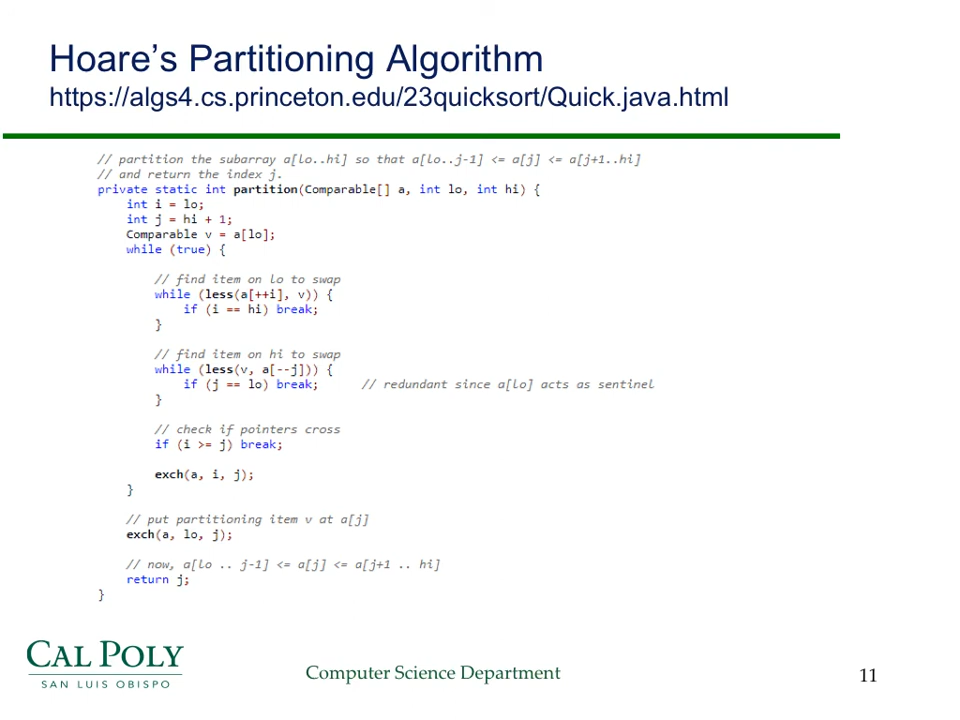 Hoare’s Partitioning Algorithm
https://algs4.cs.princeton.edu/23quicksort/Quick.java.html
// partition the subarray a[lo..hi] so that a[lo..j-1] <= a[j] <= a[j+1..hi]
// and return the index j.
private static int partition(Comparable[] a, int lo, int hi) {
int i = lo;
int j = hi + 1;
Comparable v = a[lo];
while (true) {
// find item on lo to swap
while (less(a[++i], v)) {
if (i == hi) break;
}
// find item on hi to swap
while (less(v, a[--j])) {
if (j == lo) break;      // redundant since a[lo] acts as sentinel
}
// check if pointers cross
if (i >= j) break;
exch(a, i, j);
}
// put partitioning item v at a[j]
exch(a, lo, j);
// now, a[lo .. j-1] <= a[j] <= a[j+1 .. hi]
return j;
}
CAL POLY
SAN LUIS OBISPO
Computer Science Department
11